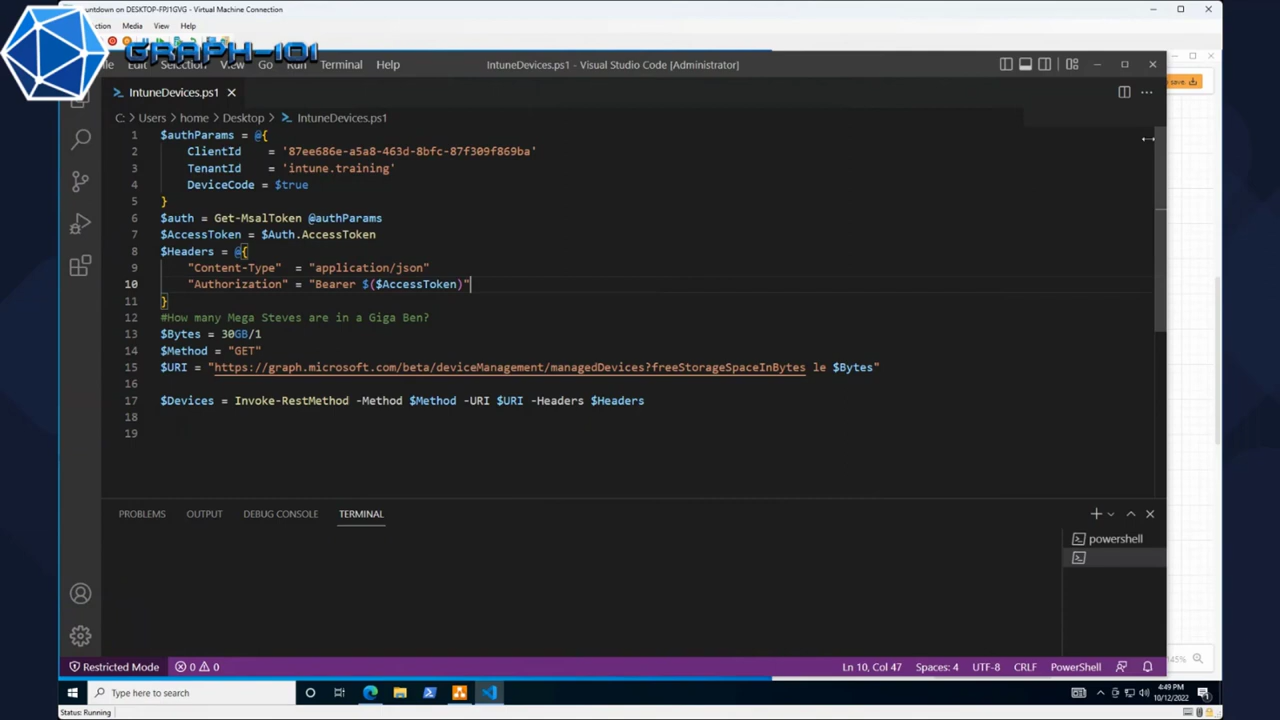 ountdown on DESKTOP-FPJ1GVG - Virtual Machine Connection
ction Media View Help
GRAPH-101
Edit Selection View Go Run Terminal Help
IntuneDevices.ps1 - Visual Studio Code [Administrator]
save.
IntuneDevices.ps1
C: > Users > home > Desktop > IntuneDevices.ps1
1 $authParams = @{
2 ClientId = '87ee686e-a5a8-463d-8bfc-87f309f869ba'
3 TenantId = 'intune.training'
4 DeviceCode = $true
5 }
6 $auth = Get-MsalToken @authParams
7 $AccessToken = $Auth.AccessToken
8 $Headers = @{
9 "Content-Type" = "application/json"
10 "Authorization" = "Bearer $($AccessToken)"
11 }
12 #How many Mega Steves are in a Giga Ben?
13 $Bytes = 30GB/1
14 $Method = "GET"
15 $URI = "https://graph.microsoft.com/beta/deviceManagement/managedDevices?freeStorageSpaceInBytes le $Bytes"
16
17 $Devices = Invoke-RestMethod -Method $Method -URI $URI -Headers $Headers
18
19
PROBLEMS OUTPUT DEBUG CONSOLE TERMINAL
powershell
145%
Restricted Mode 0 0
Ln 10, Col 47 Spaces: 4 UTF-8 CRLF PowerShell
Type here to search
4:49 PM
10/12/2022
1
Status: Running